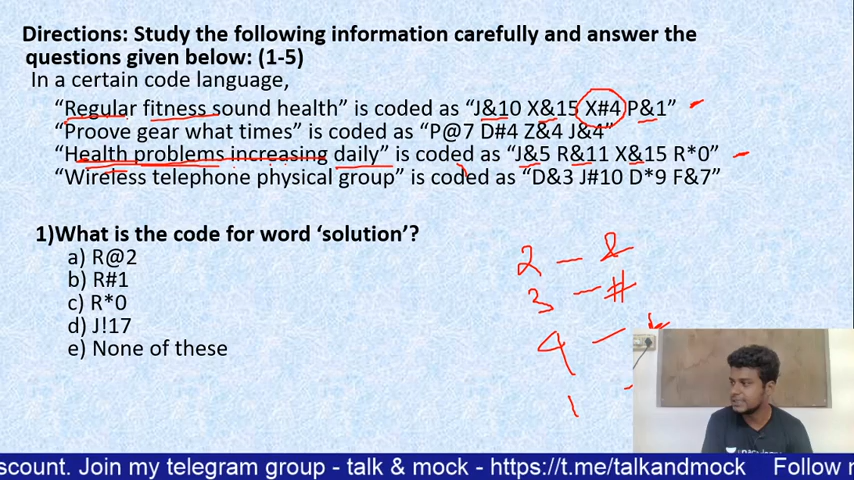 Directions: Study the following information carefully and answer the
questions given below: (1-5)
In a certain code language,
“Regular fitness sound health” is coded as “J&10 X&15 X#4 P&1”
“Proove gear what times” is coded as “P@7 D#4 Z&4 J&4”
“Health problems increasing daily” is coded as “J&5 R&11 X&15 R*0”
“Wireless telephone physical group” is coded as “D&3 J#10 D*9 F&7”
1)What is the code for word ‘solution’?
a) R@2
b) R#1
c) R*0
d) J!17
e) None of these
2 - &
3 - #
4 -
1
scount. Join my telegram group - talk & mock - https://t.me/talkandmock Follow